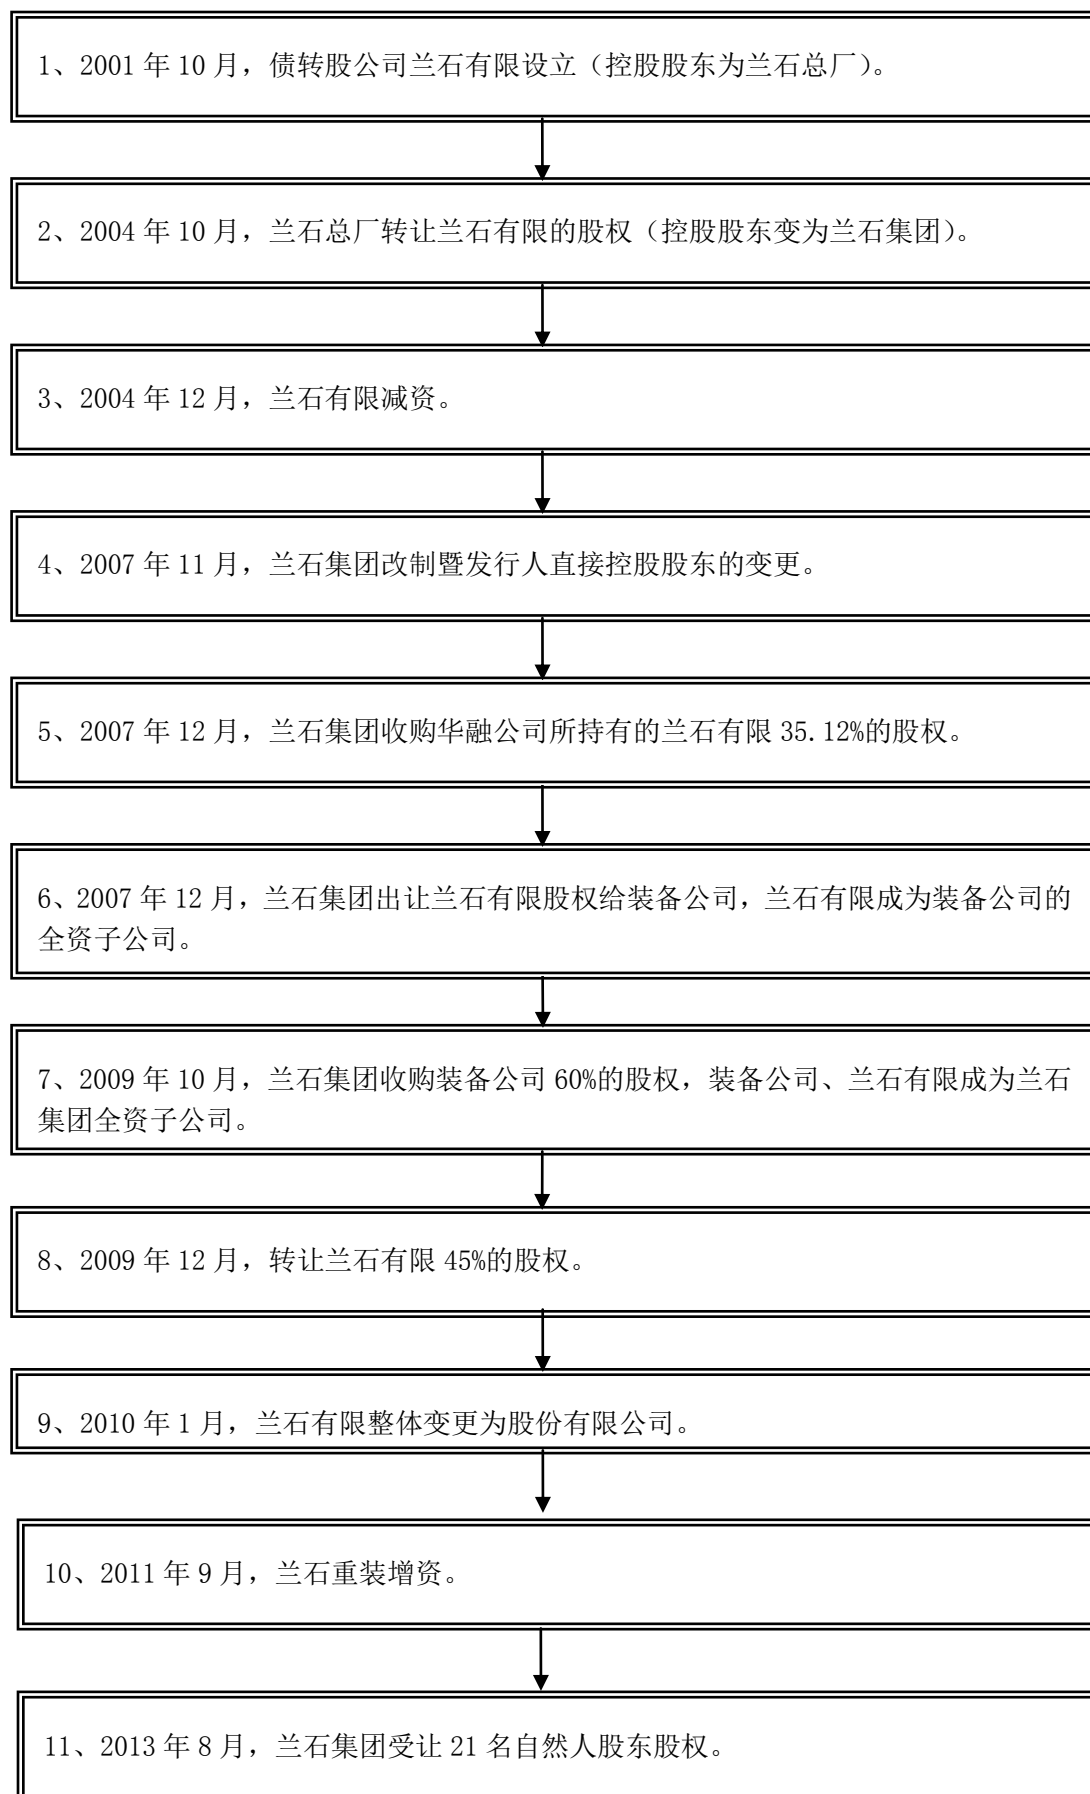 1、2001 年 10 月，债转股公司兰石有限设立（控股股东为兰石总厂）。
2、2004 年 10 月，兰石总厂转让兰石有限的股权（控股股东变为兰石集团）。
3、2004 年 12 月，兰石有限减资。
4、2007 年 11 月，兰石集团改制暨发行人直接控股股东的变更。
5、2007 年 12 月，兰石集团收购华融公司所持有的兰石有限 35.12%的股权。
6、2007 年 12 月，兰石集团出让兰石有限股权给装备公司，兰石有限成为装备公司的
全资子公司。
7、2009 年 10 月，兰石集团收购装备公司 60%的股权，装备公司、兰石有限成为兰石
集团全资子公司。
8、2009 年 12 月，转让兰石有限 45%的股权。
9、2010 年 1 月，兰石有限整体变更为股份有限公司。
10、2011 年 9 月，兰石重装增资。
11、2013 年 8 月，兰石集团受让 21 名自然人股东股权。